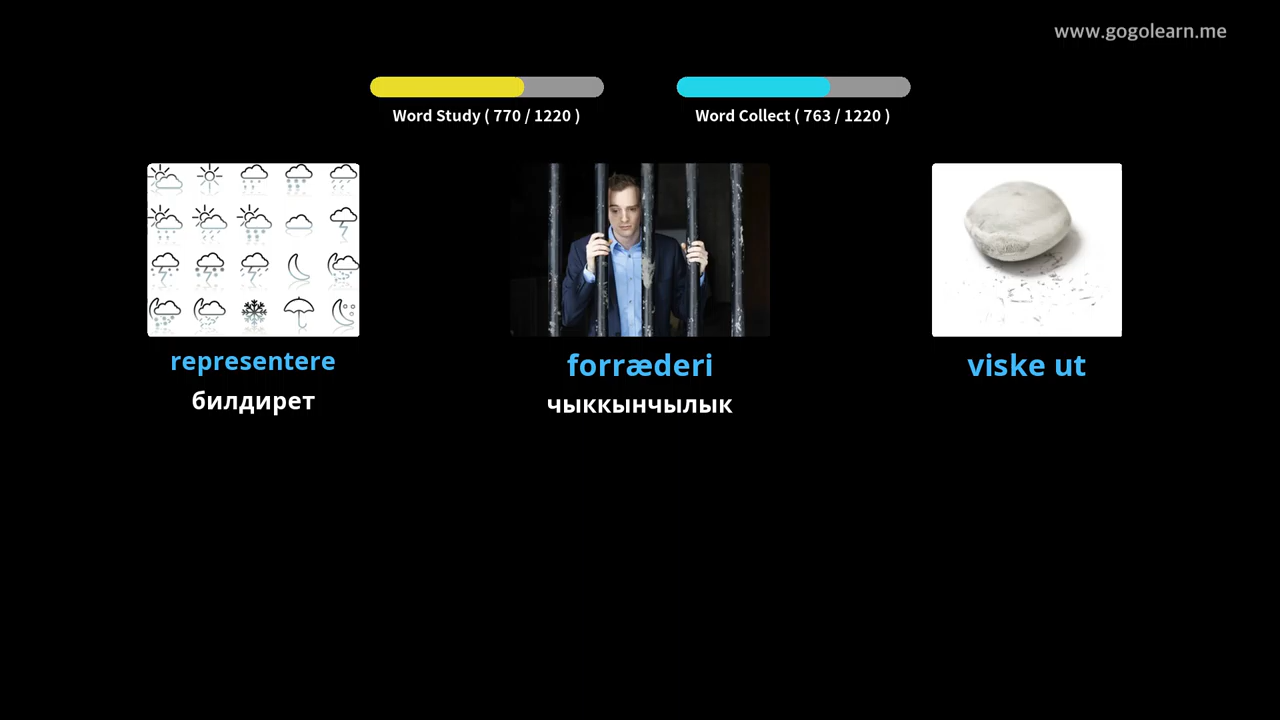 www.gogolearn.me
Word Study ( 770 / 1220 )
Word Collect ( 763 / 1220 )
representere
forræderi
viske ut
билдирет
чыккынчылык